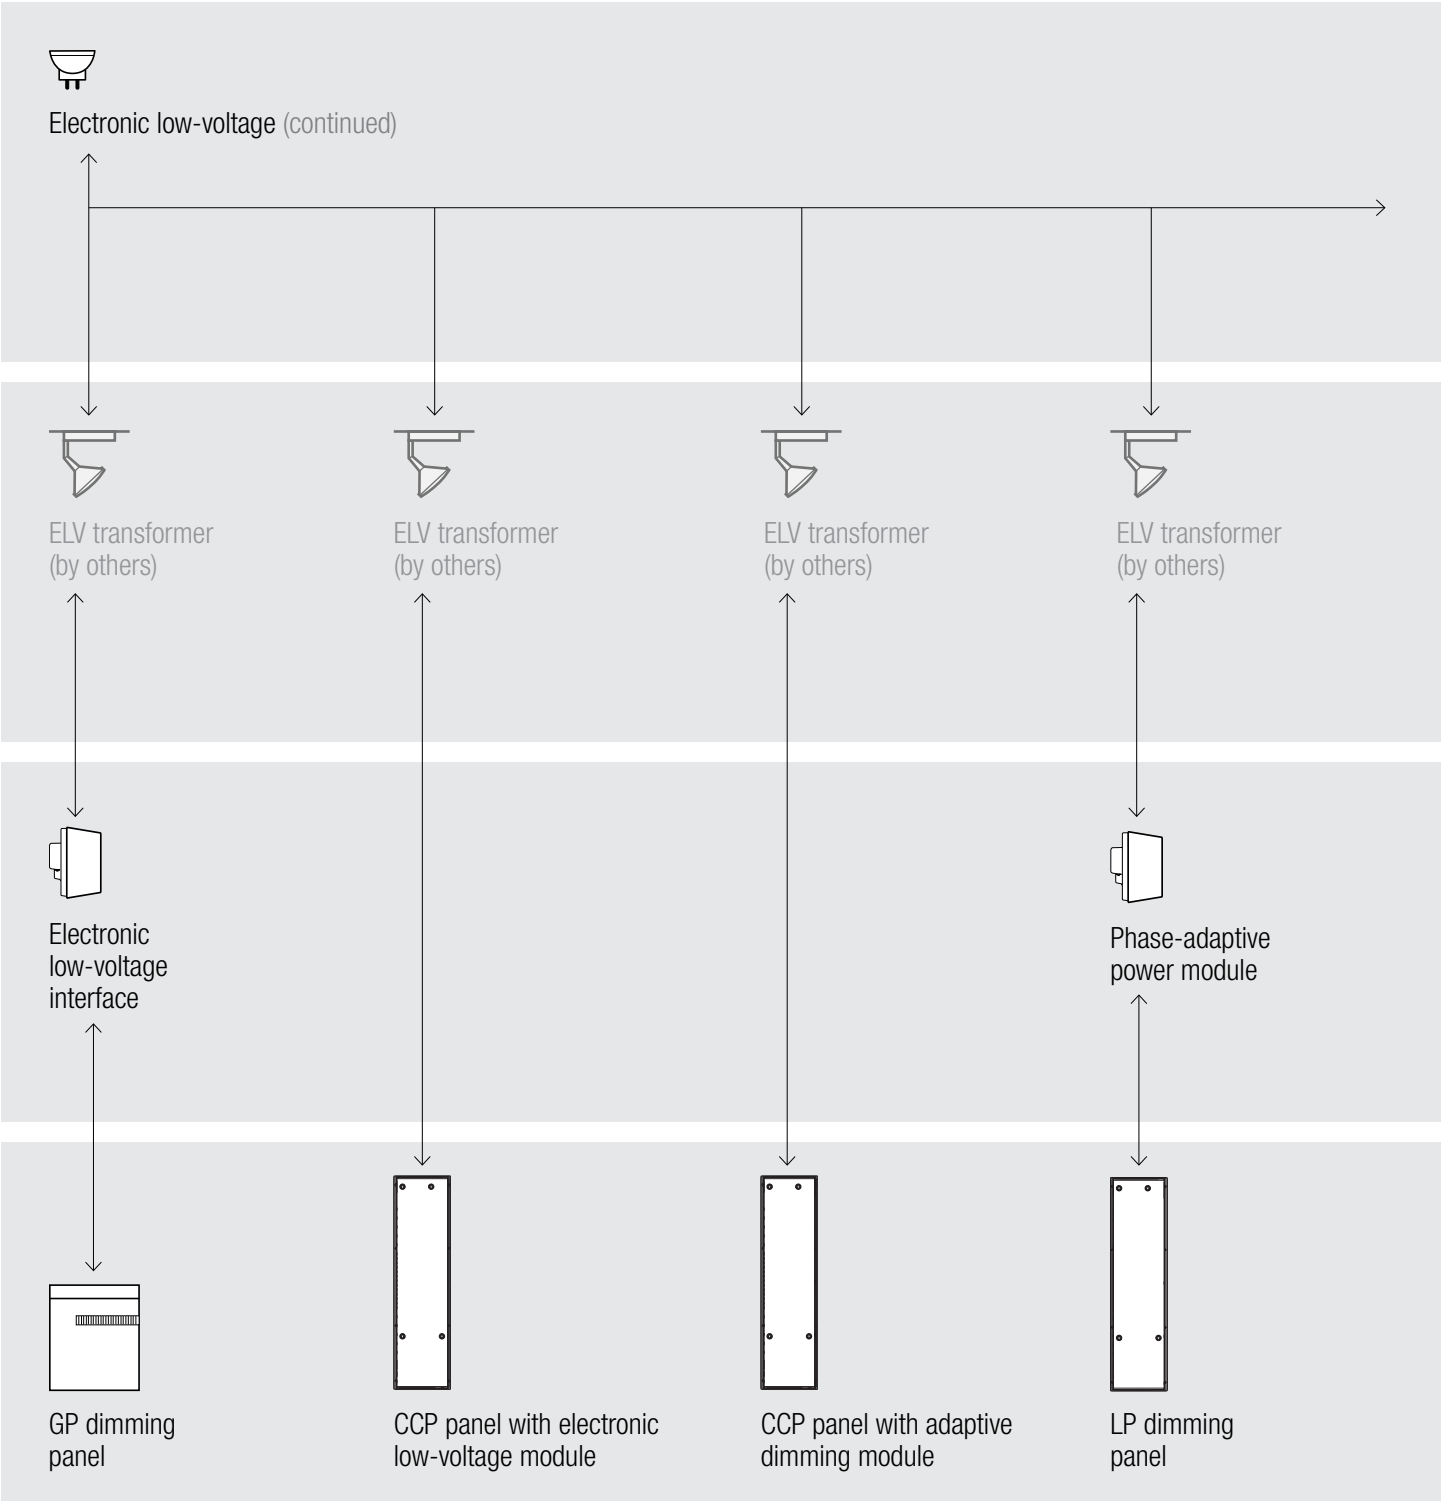 Electronic low-voltage (continued)
ELV transformer
(by others)
ELV transformer
(by others)
ELV transformer
(by others)
ELV transformer
(by others)
Electronic
low-voltage
interface
Phase-adaptive
power module
GP dimming
panel
CCP panel with electronic
low-voltage module
CCP panel with adaptive
dimming module
LP dimming
panel